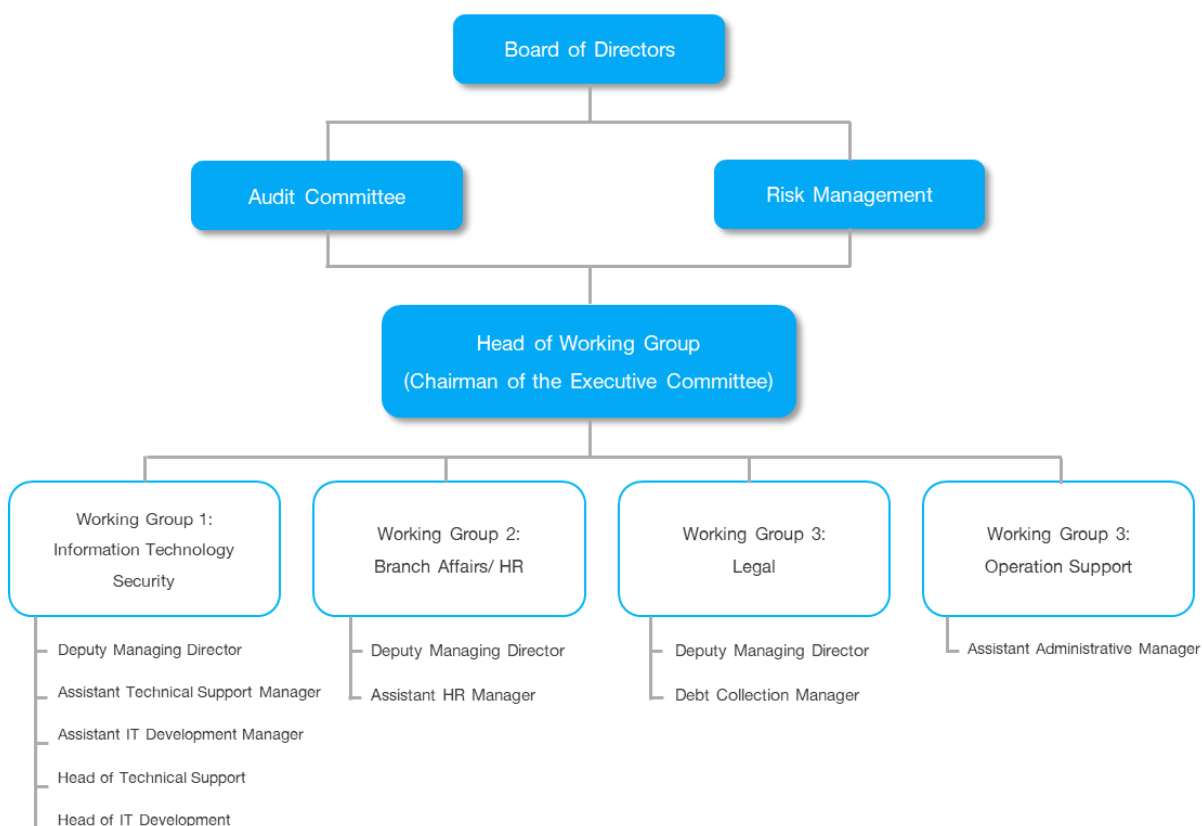 Board of Directors
Audit Committee
Risk Management
Head of Working Group
(Chairman of the Executive Committee)
Working Group 1:
Information Technology
Security
Working Group 2:
Branch Affairs/ HR
Working Group 3:
Legal
Working Group 3:
Operation Support
Deputy Managing Director
Assistant Technical Support Manager
Assistant IT Development Manager
Head of Technical Support
Head of IT Development
Deputy Managing Director
Assistant HR Manager
Deputy Managing Director
Debt Collection Manager
Assistant Administrative Manager